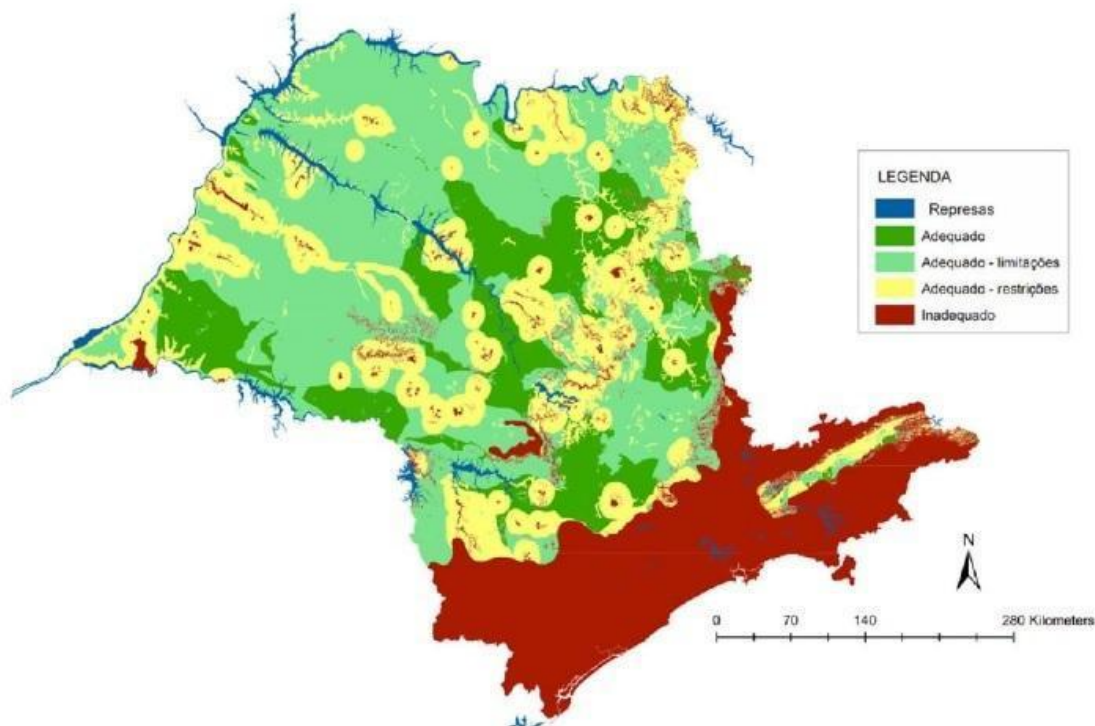 LEGENDA
Represas
Adequado
Adequado - limitações
Adequado - restrições
Inadequado
N
0 70 140 280 Kilometers